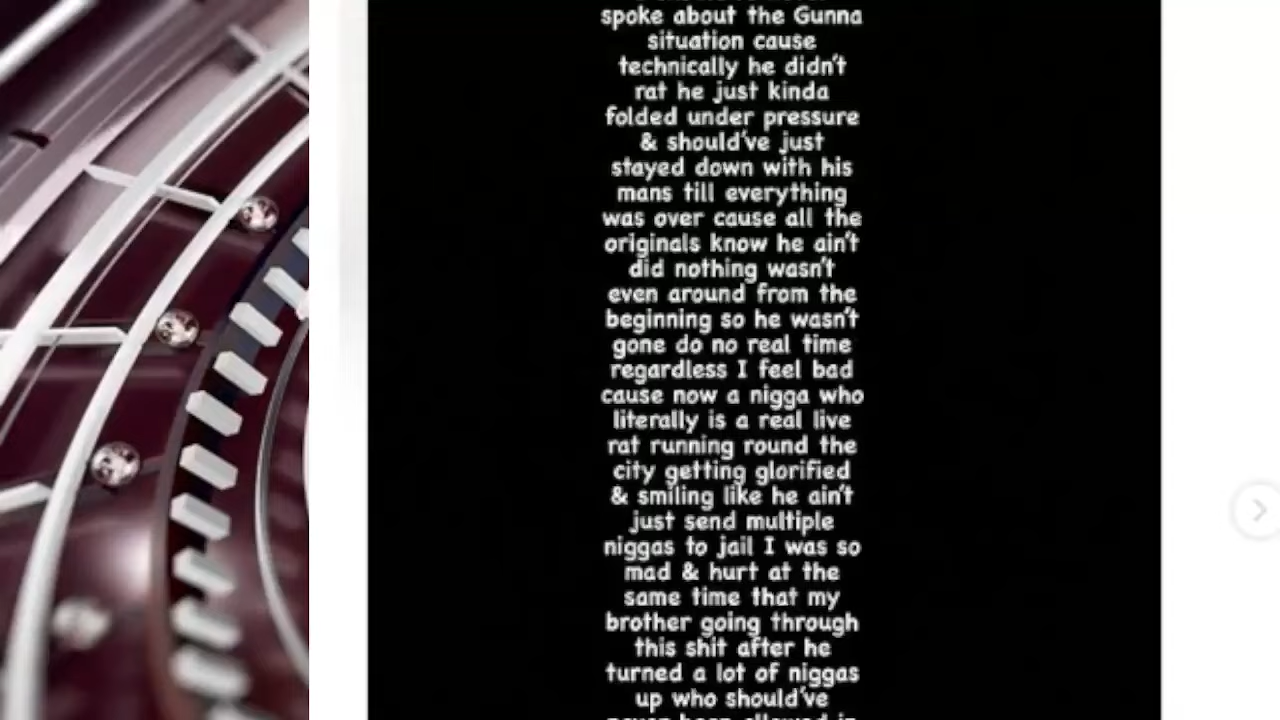 spoke about the Gunna
situation cause
technically he didn't
rat he just kinda
folded under pressure
& should've just
stayed down with his
mans till everything
was over cause all the
originals know he ain't
did nothing wasn't
even around from the
beginning so he wasn't
gone do no real time
regardless I feel bad
cause now a nigga who
literally is a real live
rat running round the
city getting glorified
& smiling like he ain't
just send multiple
niggas to jail I was so
mad & hurt at the
same time that my
brother going through
this shit after he
turned a lot of niggas
up who should've